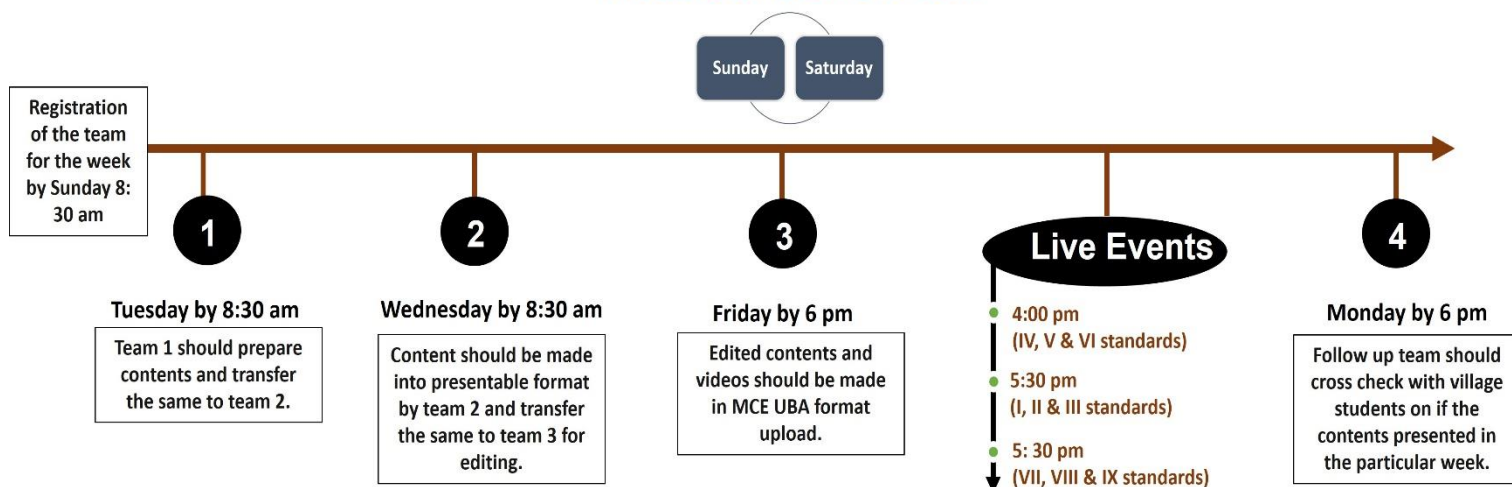 Sunday
Saturday
Registration
of the team
for the week
by Sunday 8:
30 am
1
Tuesday by 8:30 am
Team 1 should prepare
contents and transfer
the same to team 2.
2
Wednesday by 8:30 am
Content should be made
into presentable format
by team 2 and transfer
the same to team 3 for
editing.
3
Friday by 6 pm
Edited contents and
videos should be made
in MCE UBA format
upload.
Live Events
4:00 pm
(IV, V & VI standards)
5:30 pm
(I, II & III standards)
5: 30 pm
(VII, VIII & IX standards)
4
Monday by 6 pm
Follow up team should
cross check with village
students on if the
contents presented in
the particular week.